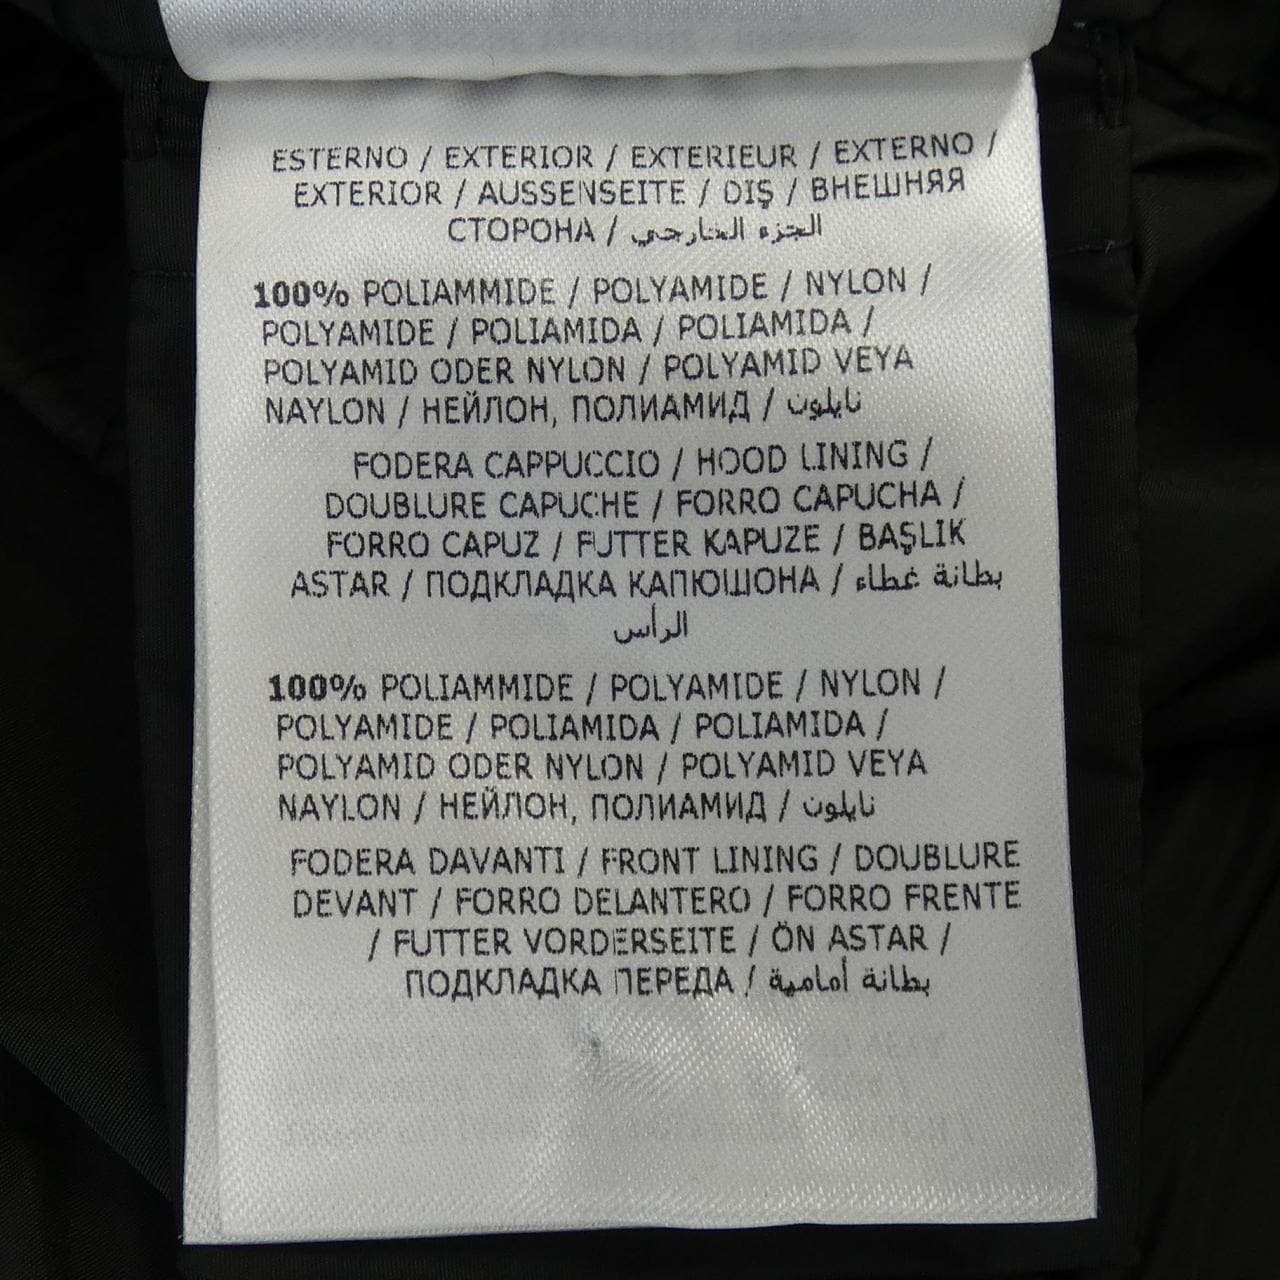 ESTERNO / EXTERIOR / EXTERIEUR / EXTERNO /
EXTERIOR / AUSSENSEITE / DIŞ / ВНЕШНЯЯ
СТОРОНА / الجزء الخارجي
100% POLIAMMIDE / POLYAMIDE / NYLON /
POLYAMIDE / POLIAMIDA / POLIAMIDA /
POLYAMID ODER NYLON / POLYAMID VEYA
NAYLON / НЕЙЛОН, ПОЛИАМИД / نايلون
FODERA CAPPUCCIO / HOOD LINING /
DOUBLURE CAPUCHE / FORRO CAPUCHA /
FORRO CAPUZ / FUTTER KAPUZE / BAŞLIK
ASTAR / ПОДКЛАДКА КАПЮШОНА / بطانة غطاء
الرأس
100% POLIAMMIDE / POLYAMIDE / NYLON /
POLYAMIDE / POLIAMIDA / POLIAMIDA /
POLYAMID ODER NYLON / POLYAMID VEYA
NAYLON / НЕЙЛОН, ПОЛИАМИД / نايلون
FODERA DAVANTI / FRONT LINING / DOUBLURE
DEVANT / FORRO DELANTERO / FORRO FRENTE
/ FUTTER VORDERSEITE / ÖN ASTAR /
ПОДКЛАДКА ПЕРЕДА / بطانة أمامية